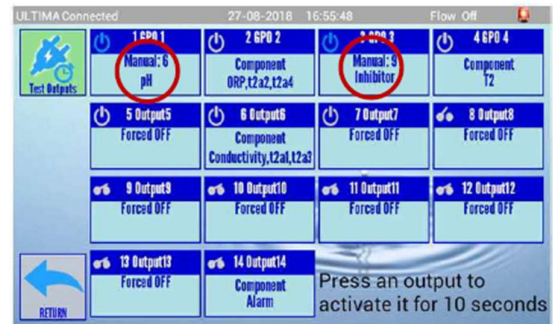 ULTIMA Connected 27-08-2018 16:55:48 Flow Off
Test Outputs
1 GPO 1
Manual: 6
pH
2 GPO 2
Component
ORP,t2a2,t2a4
3 GPO 3
Manual: 9
Inhibitor
4 GPO 4
Component
T2
5 Output5
Forced OFF
6 Output6
Component
Conductivity,t2a1,t2a3
7 Output7
Forced OFF
8 Output8
Forced OFF
9 Output9
Forced OFF
10 Output10
Forced OFF
11 Output11
Forced OFF
12 Output12
Forced OFF
RETURN
13 Output13
Forced OFF
14 Output14
Component
Alarm
Press an output to
activate it for 10 seconds